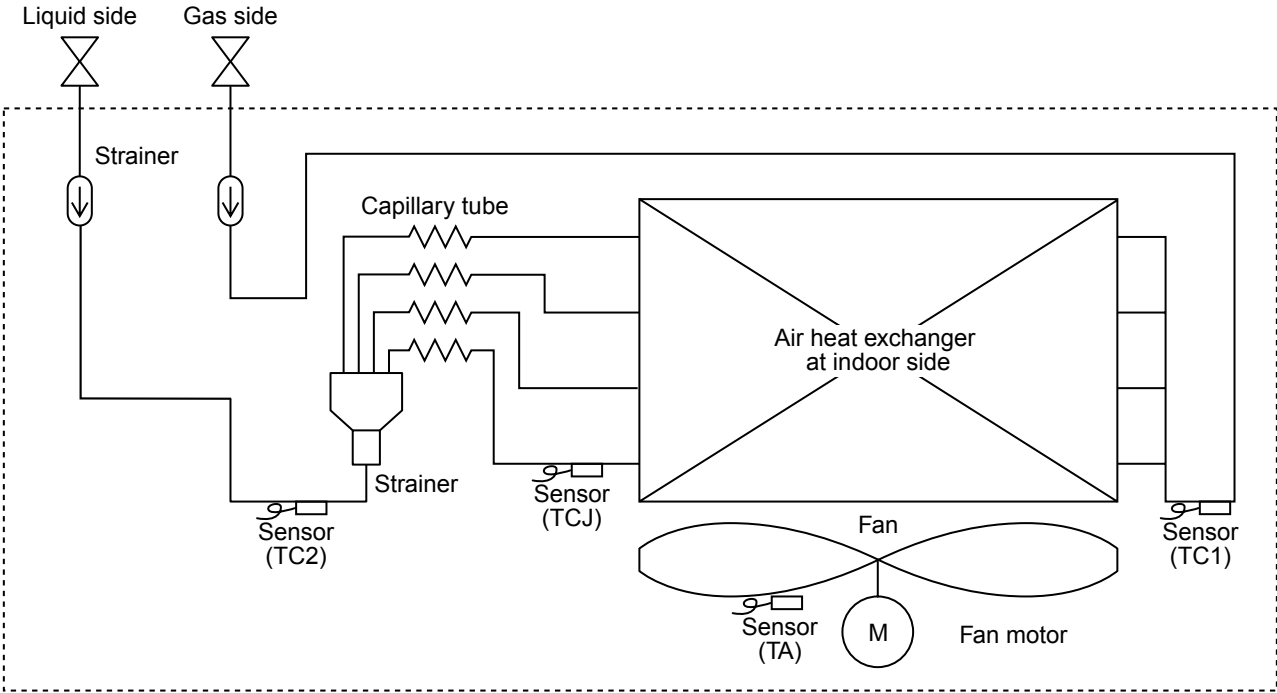 Liquid side
Gas side
Strainer
Capillary tube
Air heat exchanger
at indoor side
Strainer
Sensor
(TCJ)
Sensor
(TC2)
Fan
Sensor
(TC1)
Sensor
(TA)
M
Fan motor